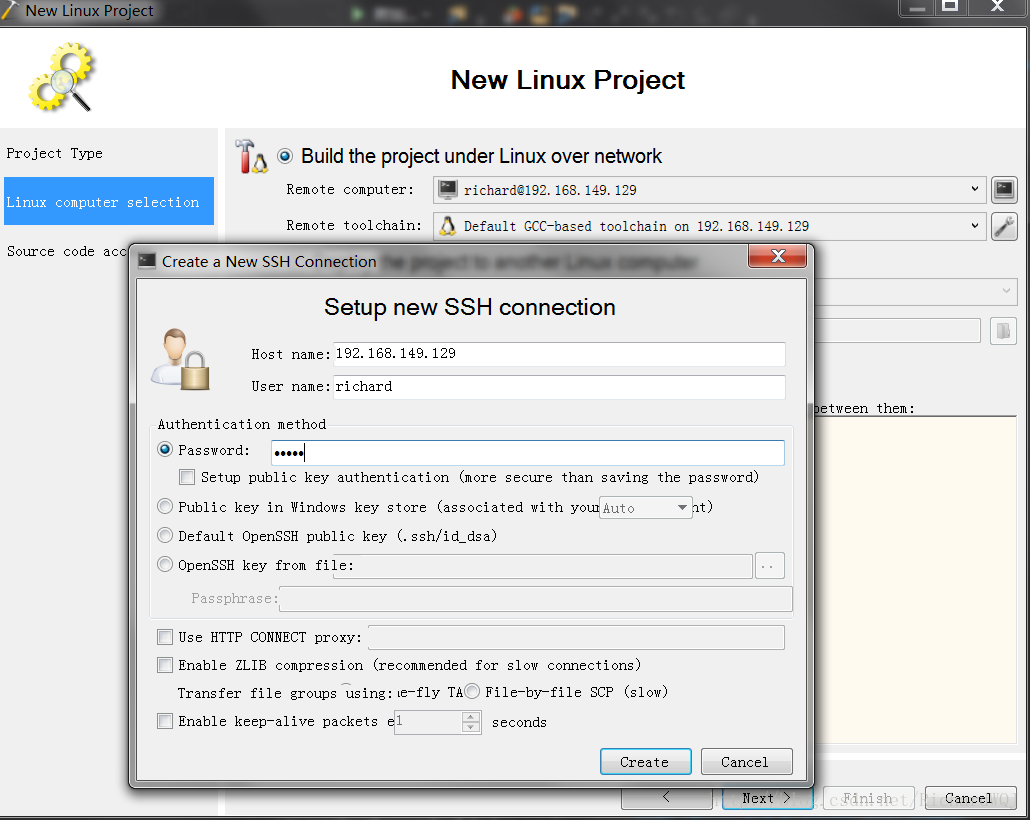 New Linux Project
New Linux Project
Project Type
Linux computer selection
Source code acc
Build the project under Linux over network
Remote computer: richard@192.168.149.129
Remote toolchain: Default GCC-based toolchain on 192.168.149.129
the project to another Linux computer
between them:
Create a New SSH Connection
Setup new SSH connection
Host name: 192.168.149.129
User name: richard
Authentication method
Password: •••••
Setup public key authentication (more secure than saving the password)
Public key in Windows key store (associated with your Auto nt)
Default OpenSSH public key (.ssh/id_dsa)
OpenSSH key from file: ..
Passphrase:
Use HTTP CONNECT proxy:
Enable ZLIB compression (recommended for slow connections)
Transfer file groups using: e-fly TA File-by-file SCP (slow)
Enable keep-alive packets e 1 seconds
Create Cancel
< Next > Finish Cancel